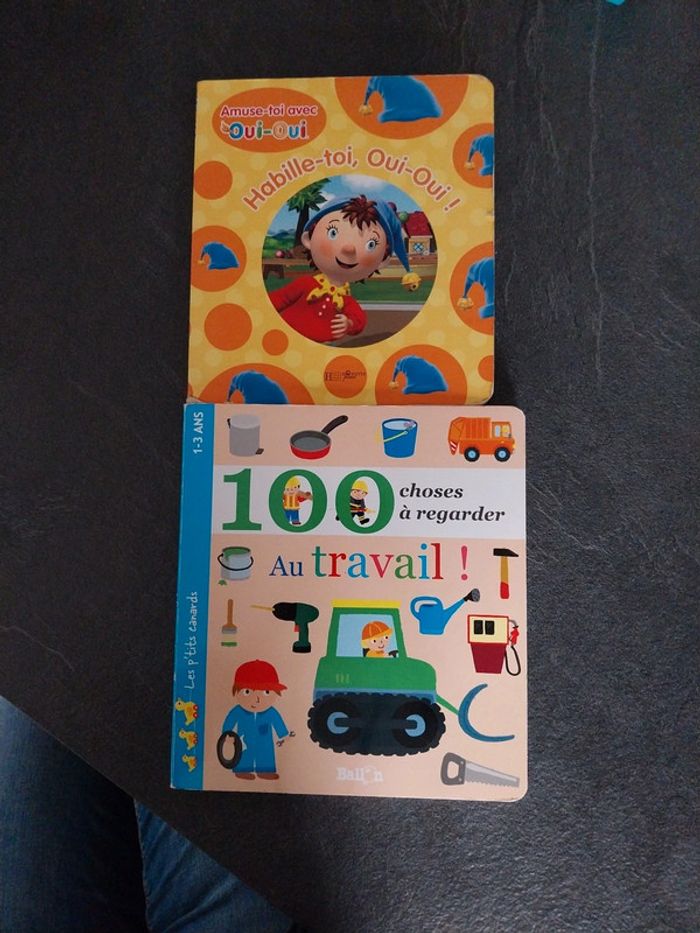 Amuse-toi avec
Oui-Oui
Habille-toi, Oui-Oui !
hachette
1-3 ANS
100 choses
à regarder
Au travail !
Les p'tits canards
Ballon